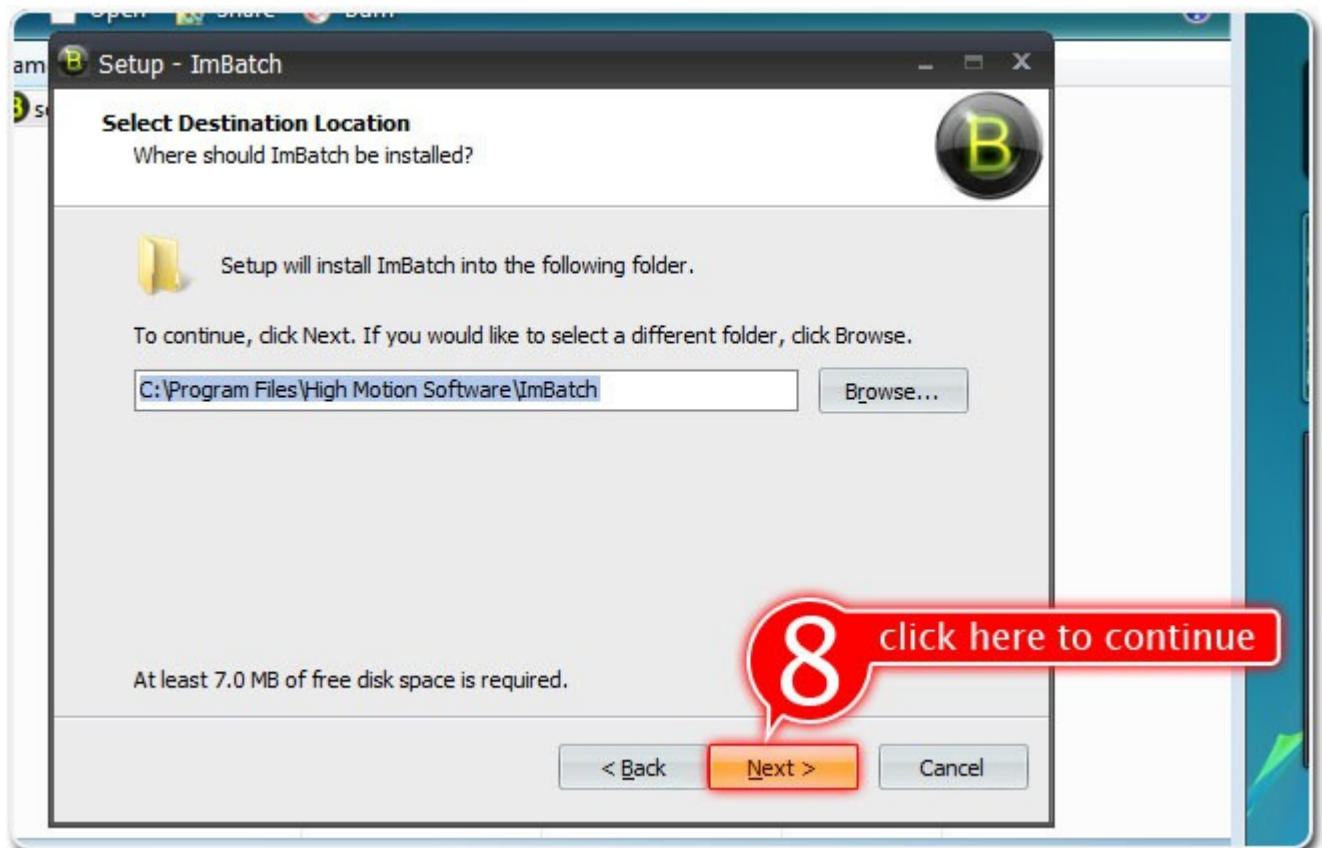 Open Share Burn
Setup - ImBatch
Select Destination Location
Where should ImBatch be installed?
B
Setup will install ImBatch into the following folder.
To continue, click Next. If you would like to select a different folder, click Browse.
C:\Program Files\High Motion Software\ImBatch
Browse...
8 click here to continue
At least 7.0 MB of free disk space is required.
< Back Next > Cancel